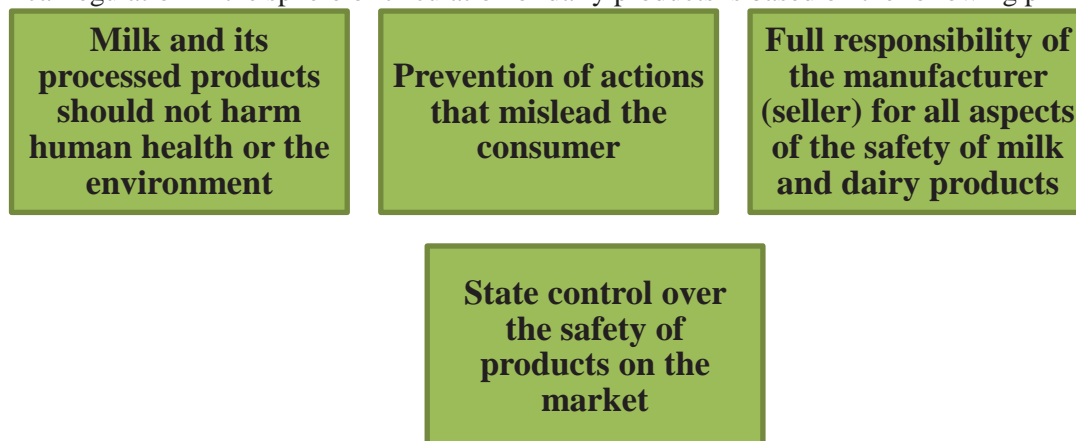 Milk and its
processed products
should not harm
human health or the
environment
Prevention of actions
that mislead the
consumer
Full responsibility of
the manufacturer
(seller) for all aspects
of the safety of milk
and dairy products
State control over
the safety of
products on the
market